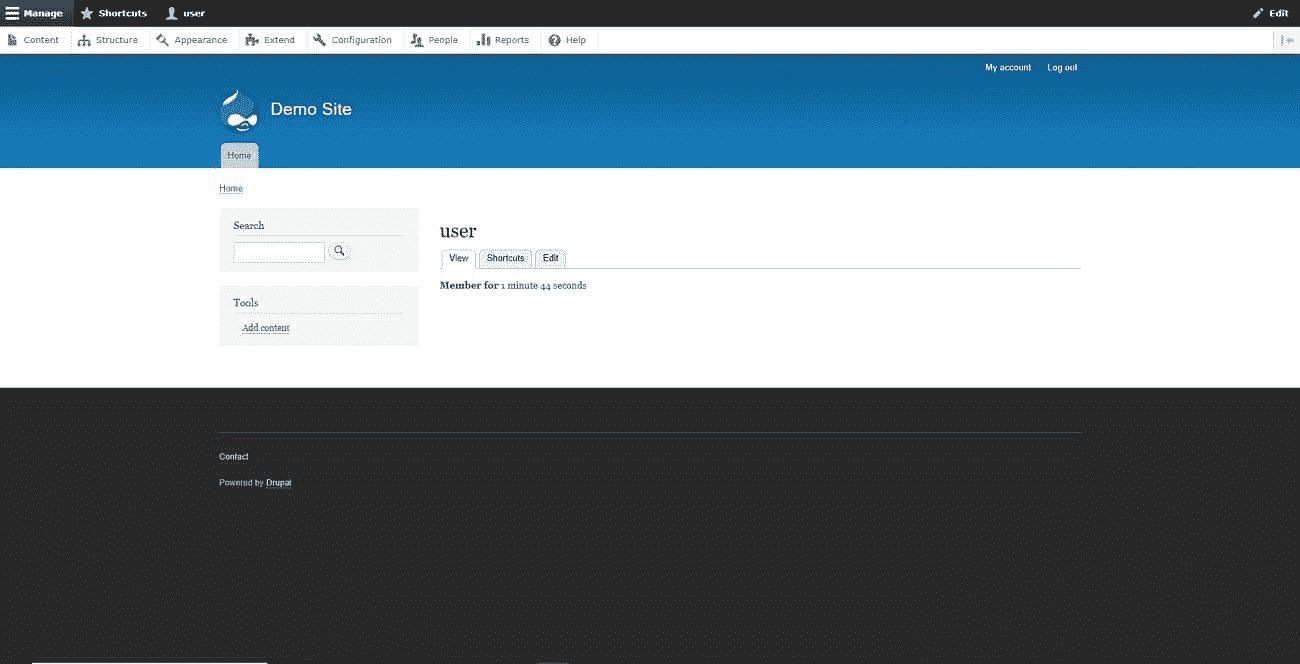 Manage Shortcuts user Edit
Content Structure Appearance Extend Configuration People Reports Help
My account Log out
Demo Site
Home
Home
Search
user
View Shortcuts Edit
Member for 1 minute 44 seconds
Tools
Add content
Contact
Powered by Drupal